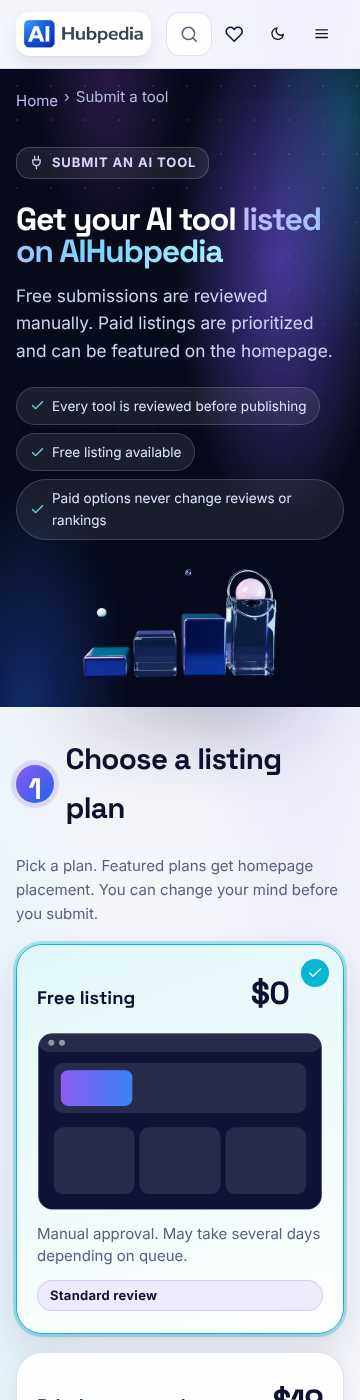 AI Hubpedia
Home › Submit a tool
SUBMIT AN AI TOOL
Get your AI tool listed
on AIHubpedia
Free submissions are reviewed
manually. Paid listings are prioritized
and can be featured on the homepage.
Every tool is reviewed before publishing
Free listing available
Paid options never change reviews or
rankings
1
Choose a listing
plan
Pick a plan. Featured plans get homepage
placement. You can change your mind before
you submit.
Free listing
$0
Manual approval. May take several days
depending on queue.
Standard review